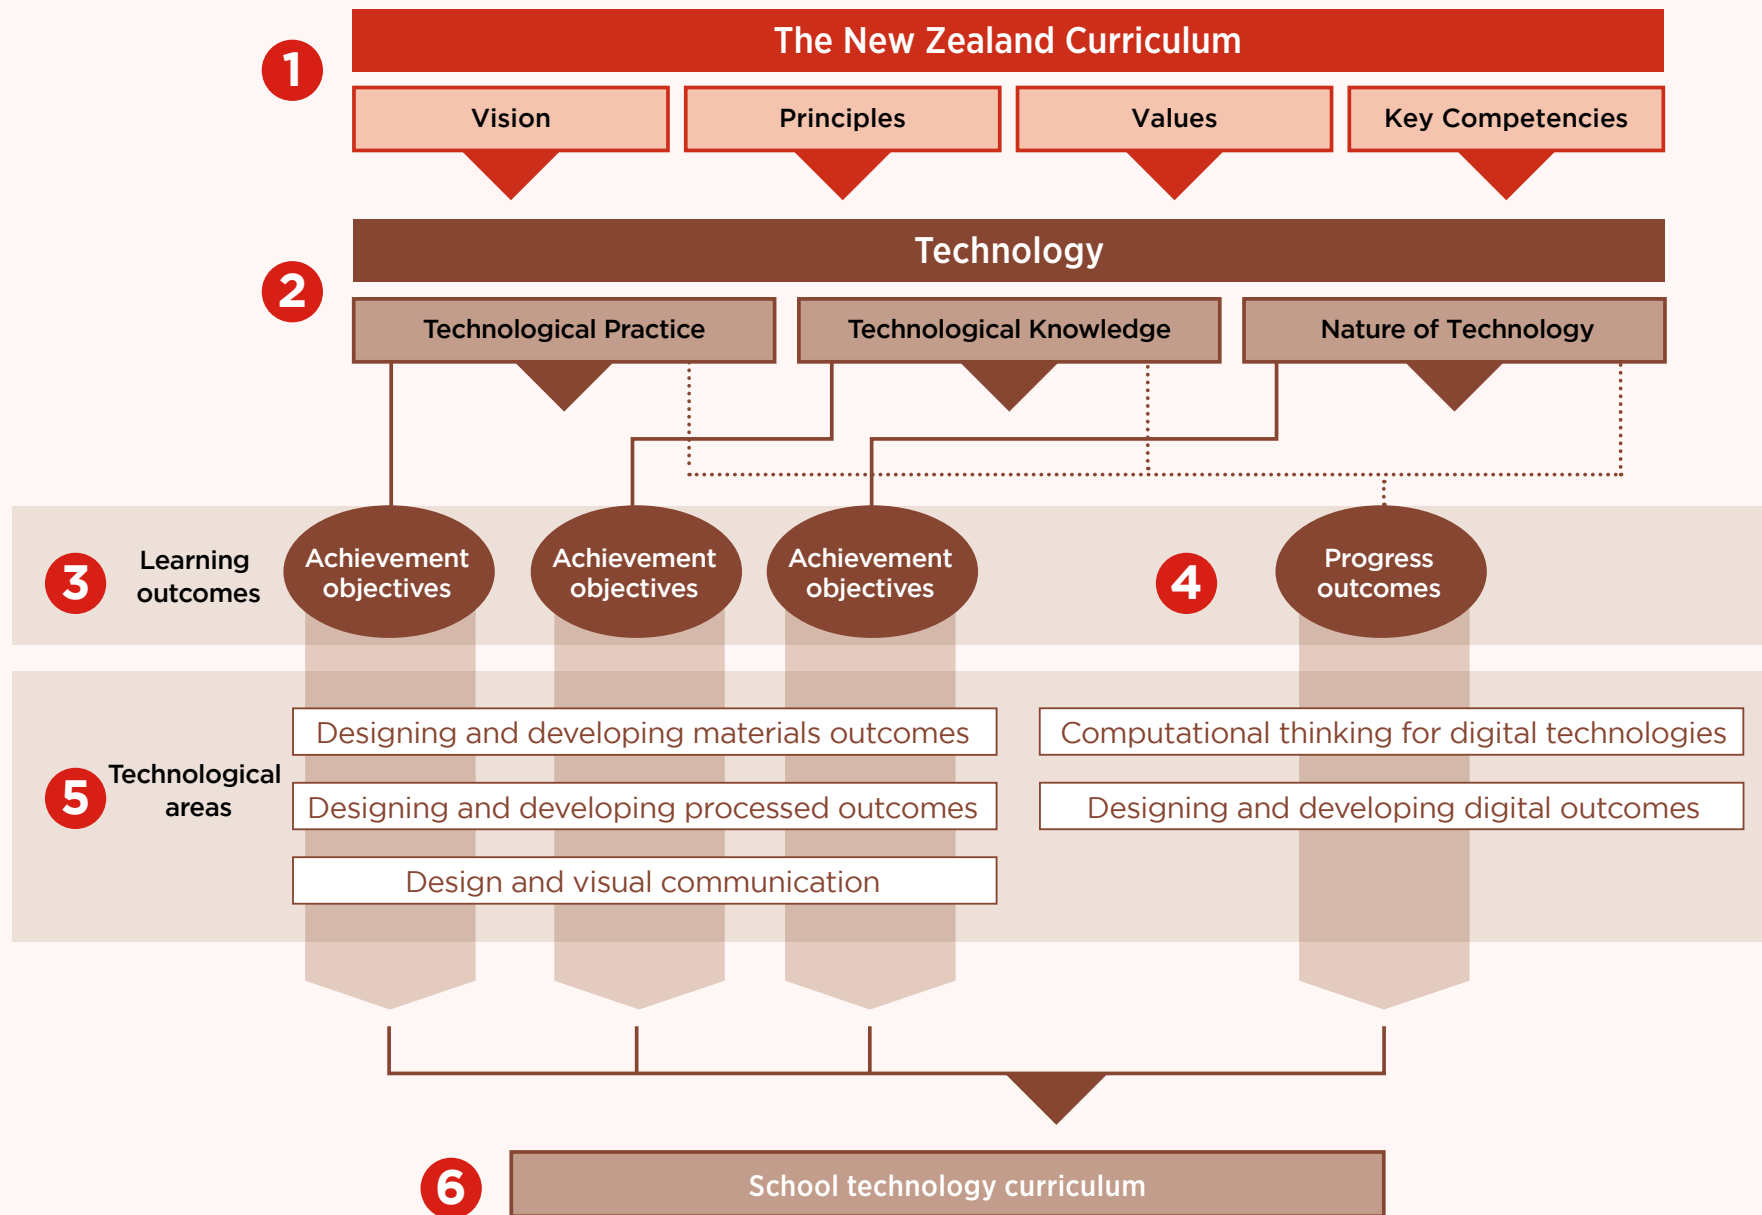 The New Zealand Curriculum
1
Vision
Principles
Values
Key Competencies
Technology
2
Technological Practice
Technological Knowledge
Nature of Technology
3
Learning
outcomes
Achievement
objectives
Achievement
objectives
Achievement
objectives
4
Progress
outcomes
5
Technological
areas
Designing and developing materials outcomes
Designing and developing processed outcomes
Design and visual communication
Computational thinking for digital technologies
Designing and developing digital outcomes
6
School technology curriculum